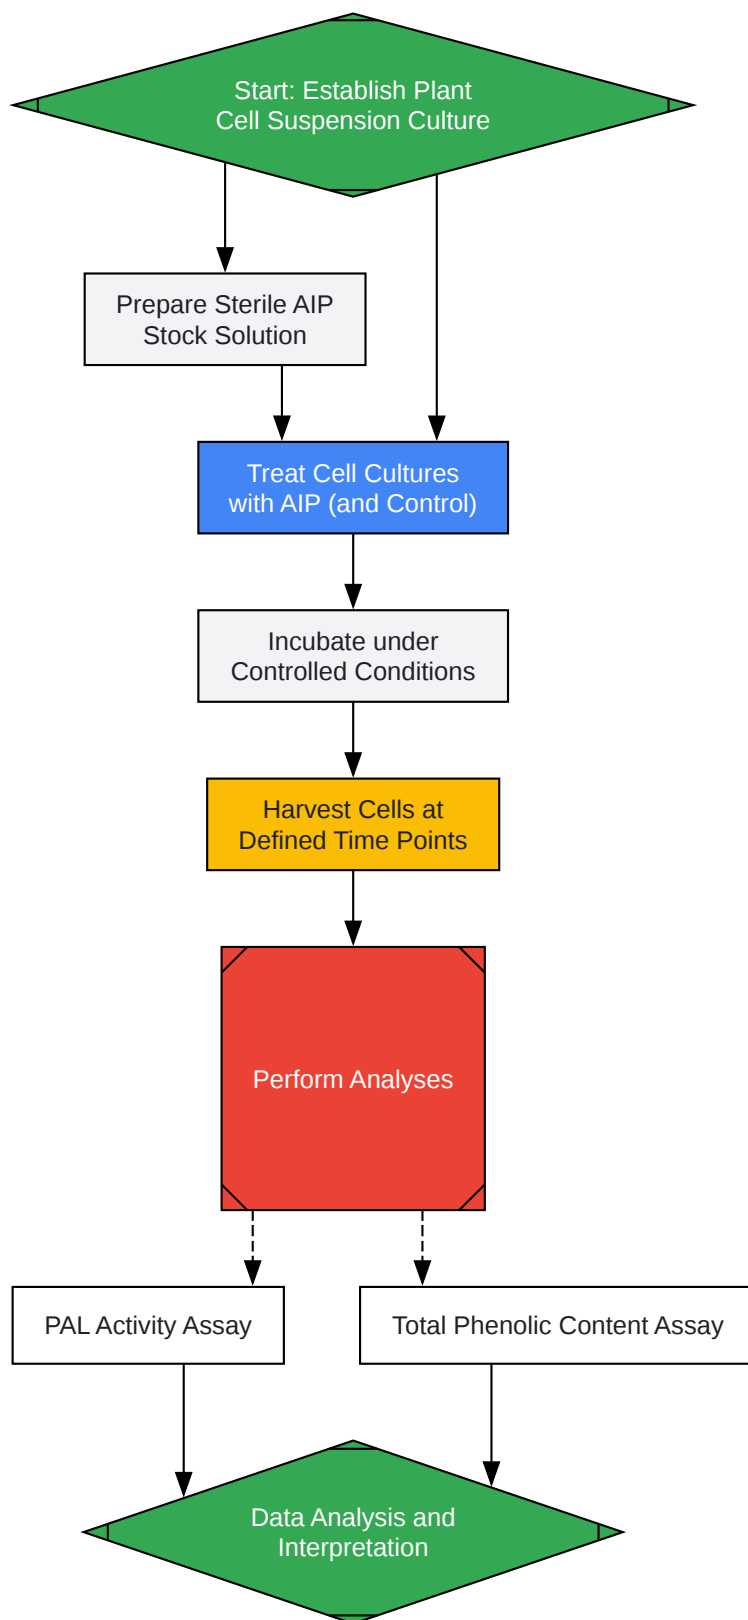 Start: Establish Plant
Cell Suspension Culture
Prepare Sterile AIP
Stock Solution
Treat Cell Cultures
with AIP (and Control)
Incubate under
Controlled Conditions
Harvest Cells at
Defined Time Points
Perform Analyses
PAL Activity Assay
Total Phenolic Content Assay
Data Analysis and
Interpretation